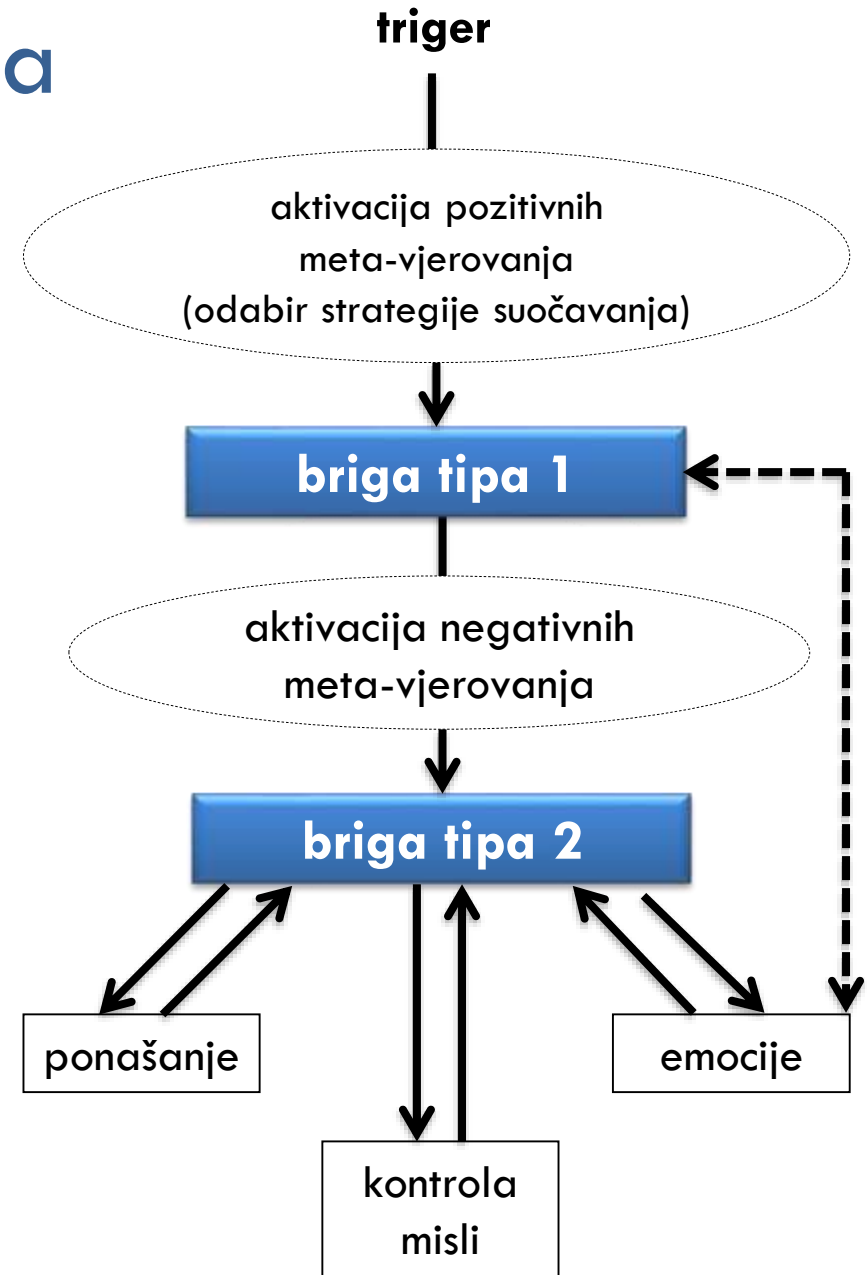 a
triger
aktivacija pozitivnih
meta-vjerovanja
(odabir strategije suočavanja)
briga tipa 1
aktivacija negativnih
meta-vjerovanja
briga tipa 2
ponašanje
emocije
kontrola
misli